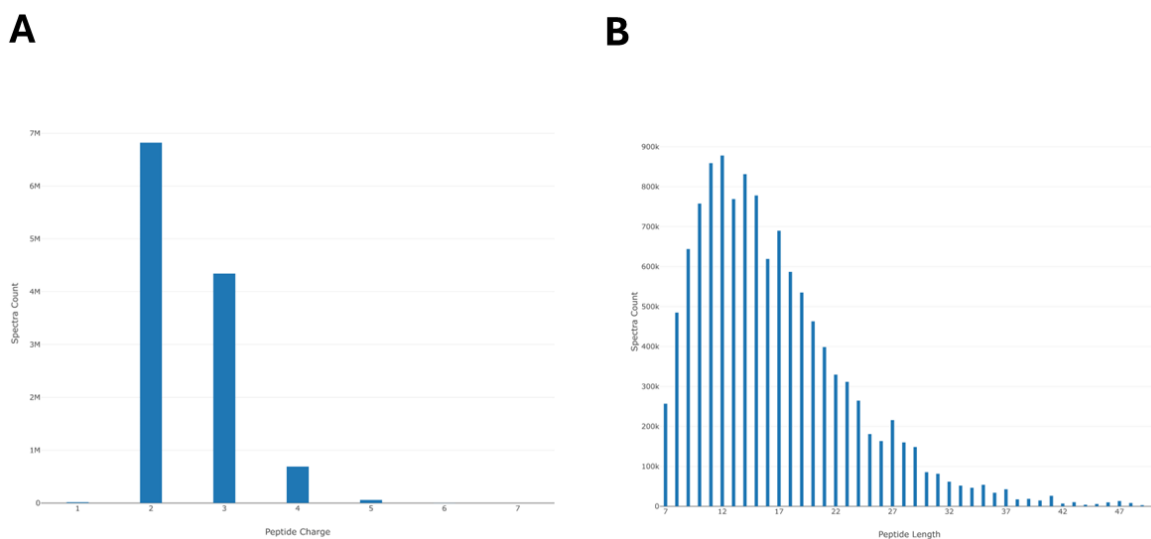 A
7M
6M
5M
4M
3M
2M
1M
0
Spectra Count
1 2 3 4 5 6 7
Peptide Charge
B
900k
800k
700k
600k
500k
400k
300k
200k
100k
0
Spectra Count
7 12 17 22 27 32 37 42 47
Peptide Length